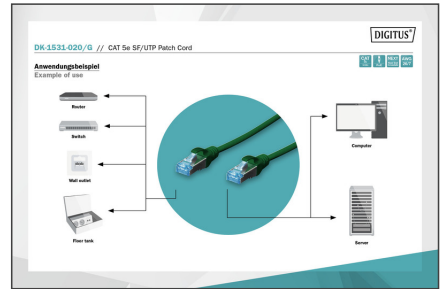 DIGITUS®
DK-1531-020/G // CAT 5e SF/UTP Patch Cord
Anwendungsbeispiel
Example of use
Router
Switch
Wall outlet
Floor tank
Computer
Server